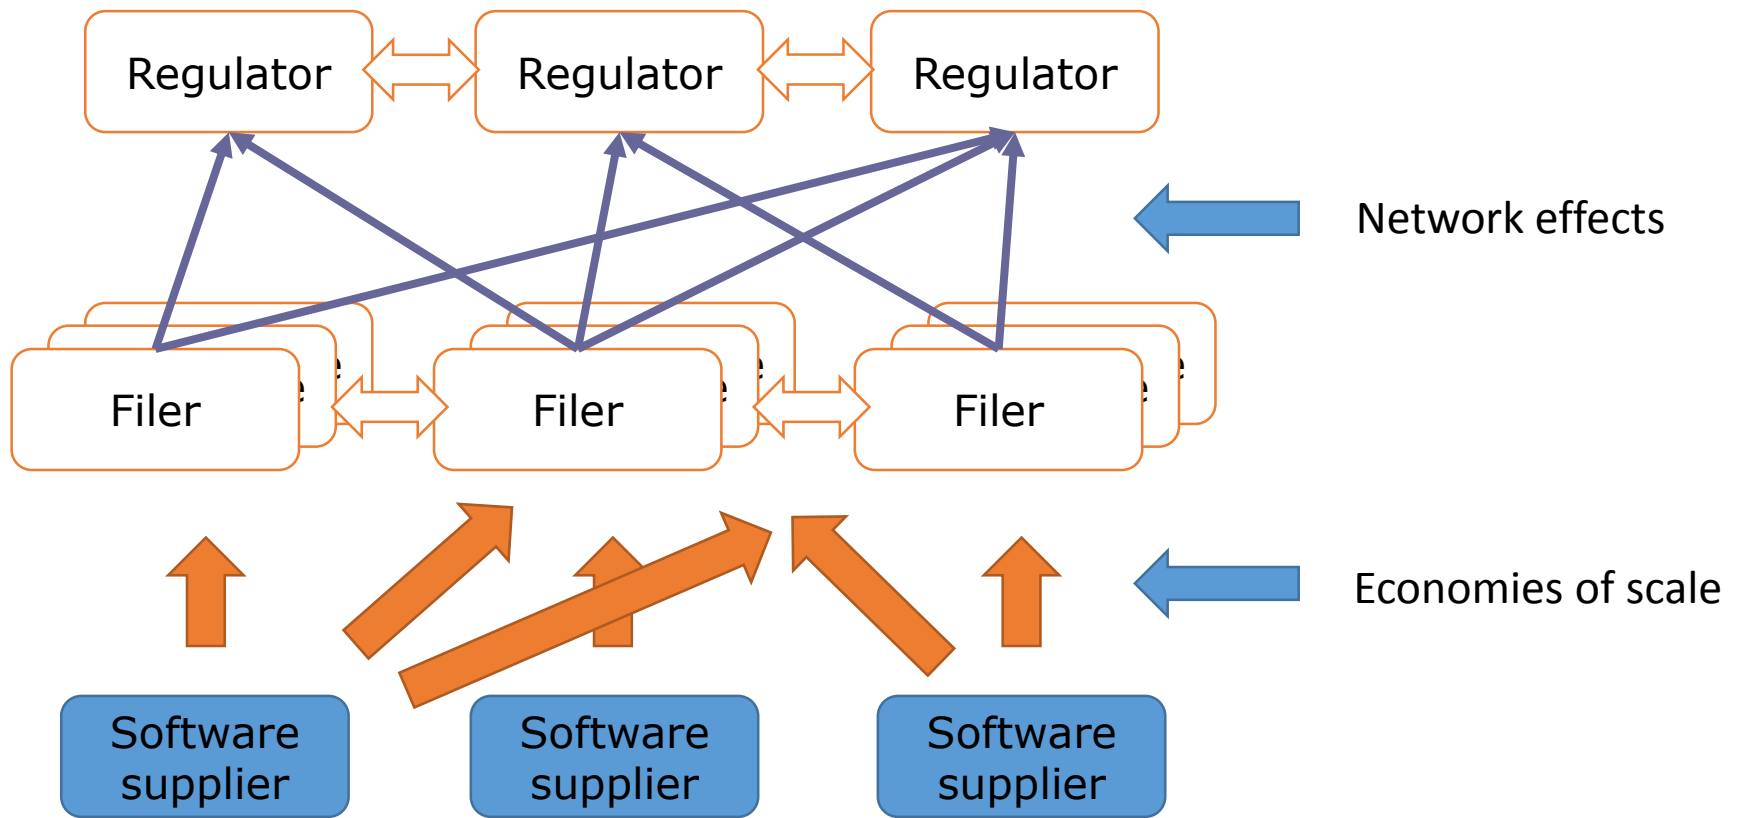 Regulator
Regulator
Regulator
Network effects
Filer
Filer
Filer
Economies of scale
Software
supplier
Software
supplier
Software
supplier